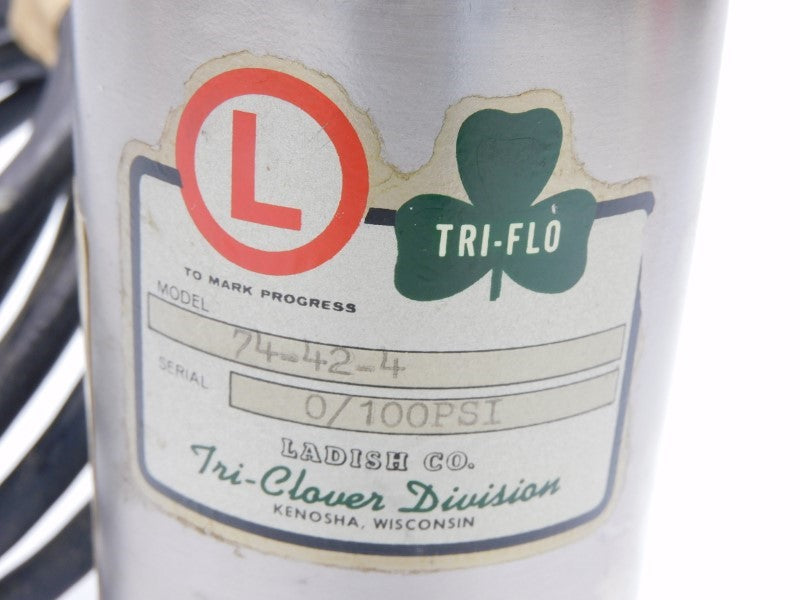 L
TRI-FLO
TO MARK PROGRESS
MODEL
74-42-4
SERIAL
0/100PSI
LADISH CO.
Tri-Clover Division
KENOSHA, WISCONSIN